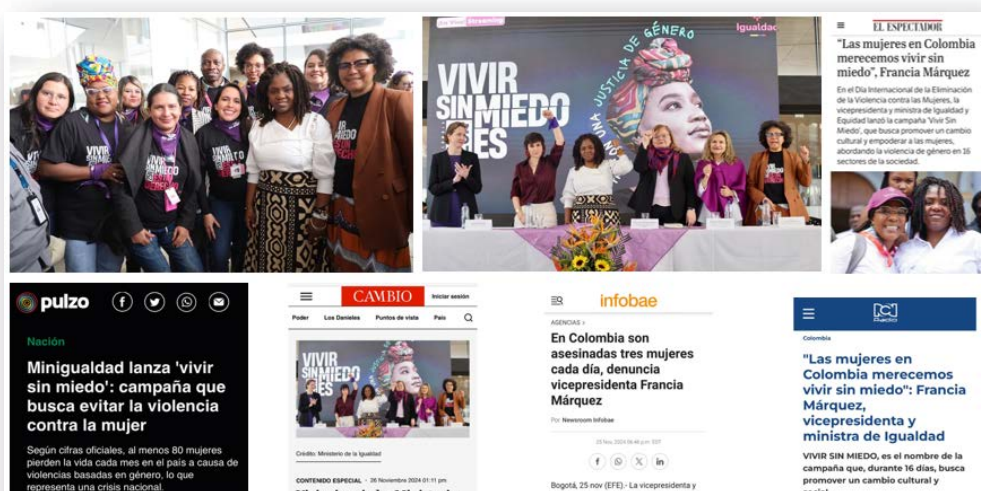 VIVIR
SIN MIEDO
ES
UNA JUSTICIA DE GÉNERO
Igualdad
EL ESPECTADOR
"Las mujeres en Colombia
merecemos vivir sin
miedo", Francia Márquez
En el Día Internacional de la Eliminación
de la Violencia contra las Mujeres, la
vicepresidenta y ministra de Igualdad y
Equidad lanzó la campaña 'Vivir Sin
Miedo', que busca promover un cambio
cultural y empoderar a las mujeres,
abordando la violencia de género en 16
sectores de la sociedad.
pulzo
Nación
Minigualdad lanza 'vivir
sin miedo': campaña que
busca evitar la violencia
contra la mujer
Según cifras oficiales, al menos 80 mujeres
pierden la vida cada mes en el país a causa de
violencias basadas en género, lo que
representa una crisis nacional.
CAMBIO
Iniciar sesión
Poder Los Danieles Puntos de vista País
VIVIR
SIN MIEDO
ES
Crédito: Ministerio de la Igualdad
CONTENIDO ESPECIAL - 26 Noviembre 2024 01:11 pm
infobae
AGENCIAS >
En Colombia son
asesinadas tres mujeres
cada día, denuncia
vicepresidenta Francia
Márquez
Por Newsroom Infobae
Bogotá, 25 nov (EFE).- La vicepresidenta y
RCN
Radio
Colombia
"Las mujeres en
Colombia merecemos
vivir sin miedo": Francia
Márquez,
vicepresidenta y
ministra de Igualdad
VIVIR SIN MIEDO, es el nombre de la
campaña que, durante 16 días, busca
promover un cambio cultural y